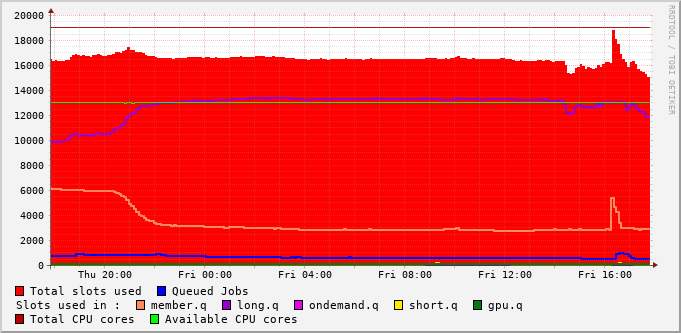 20000
18000
16000
14000
12000
10000
8000
6000
4000
2000
0
Thu 20:00 Fri 00:00 Fri 04:00 Fri 08:00 Fri 12:00 Fri 16:00
RRDTOOL / TOBI OETIKER
Total slots used Queued Jobs
Slots used in : member.q long.q ondemand.q short.q gpu.q
Total CPU cores Available CPU cores